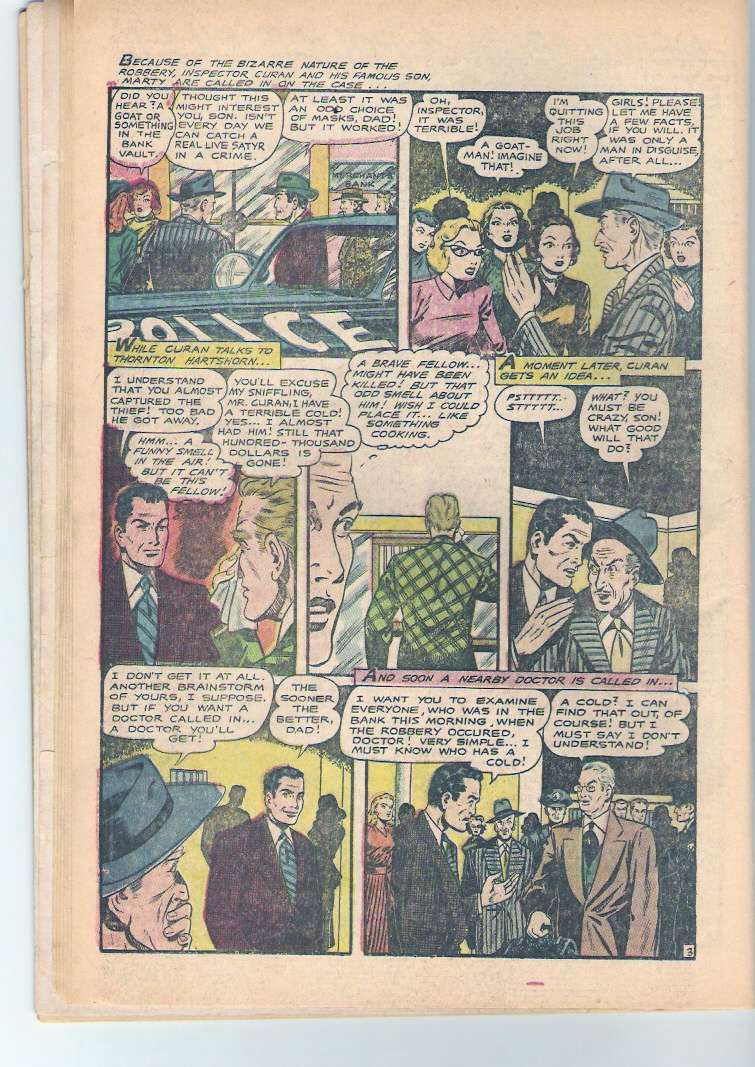 BECAUSE OF THE BIZARRE NATURE OF THE
ROBBERY, INSPECTOR CURAN AND HIS FAMOUS SON,
MARTY ARE CALLED IN ON THE CASE...
DID YOU
HEAR? A
GOAT OR
SOMETHING
IN THE
BANK
VAULT.
THOUGHT THIS
MIGHT INTEREST
YOU, SON. ISN'T
EVERY DAY WE
CAN CATCH A
REAL LIVE SATYR
IN A CRIME.
AT LEAST IT WAS
AN ODD CHOICE
OF MASKS, DAD!
BUT IT WORKED!
MERCHANTS
BANK
POLICE
OH,
INSPECTOR,
IT WAS
TERRIBLE!
A GOAT-
MAN! IMAGINE
THAT!
I'M
QUITTING
THIS
JOB
RIGHT
NOW!
GIRLS! PLEASE!
LET ME HAVE
A FEW FACTS,
IF YOU WILL. IT
WAS ONLY A
MAN IN DISGUISE,
AFTER ALL...
WHILE CURAN TALKS TO
THORNTON HARTSHORN...
I UNDERSTAND
THAT YOU ALMOST
CAPTURED THE
THIEF! TOO BAD
HE GOT AWAY.
HMM... A
FUNNY SMELL
IN THE AIR!
BUT IT CAN'T
BE THIS
FELLOW!
YOU'LL EXCUSE
MY SNIFFLING,
MR. CURAN, I HAVE
A TERRIBLE COLD!
YES... I ALMOST
HAD HIM! STILL THAT
HUNDRED-THOUSAND
DOLLARS IS
GONE!
A BRAVE FELLOW...
MIGHT HAVE BEEN
KILLED! BUT THAT
ODD SMELL ABOUT
HIM! WISH I COULD
PLACE IT... LIKE
SOMETHING
COOKING.
A MOMENT LATER, CURAN
GETS AN IDEA...
PSTTTTT..
STTTTT...
WHAT? YOU
MUST BE
CRAZY, SON!
WHAT GOOD
WILL THAT
DO?
I DON'T GET IT AT ALL.
ANOTHER BRAINSTORM
OF YOURS, I SUPPOSE.
BUT IF YOU WANT A
DOCTOR CALLED IN...
A DOCTOR YOU'LL
GET!
THE
SOONER
THE
BETTER,
DAD!
AND SOON A NEARBY DOCTOR IS CALLED IN...
I WANT YOU TO EXAMINE
EVERYONE, WHO WAS IN THE
BANK THIS MORNING, WHEN
THE ROBBERY OCCURED,
DOCTOR! VERY SIMPLE... I
MUST KNOW WHO HAS A
COLD!
A COLD? I CAN
FIND THAT OUT, OF
COURSE! BUT I
MUST SAY I DON'T
UNDERSTAND!
3